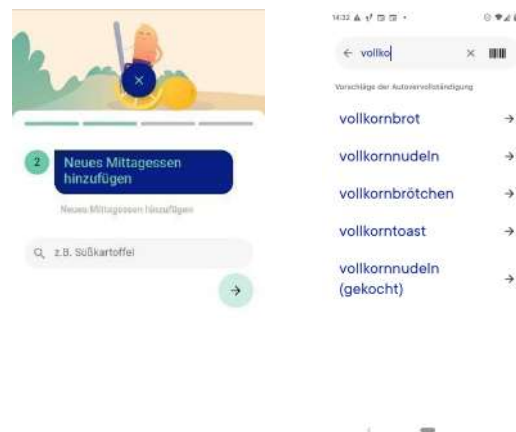 2
Neues Mittagessen
hinzufügen
Neues Mittagessen hinzufügen
z.B. Süßkartoffel
14:32
vollko
Vorschläge der Autovervollständigung
vollkornbrot
vollkornnudeln
vollkornbrötchen
vollkorntoast
vollkornnudeln
(gekocht)